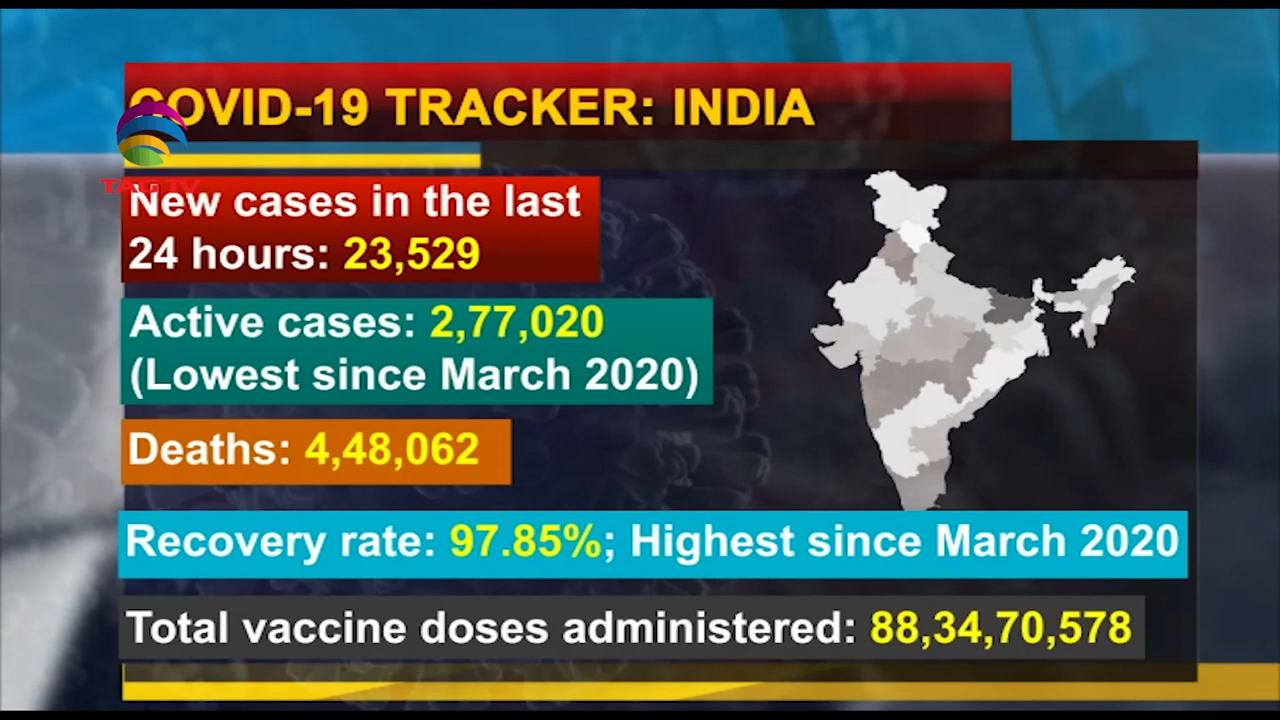 COVID-19 TRACKER: INDIA
TAG TV
New cases in the last
24 hours: 23,529
Active cases: 2,77,020
(Lowest since March 2020)
Deaths: 4,48,062
Recovery rate: 97.85%; Highest since March 2020
Total vaccine doses administered: 88,34,70,578